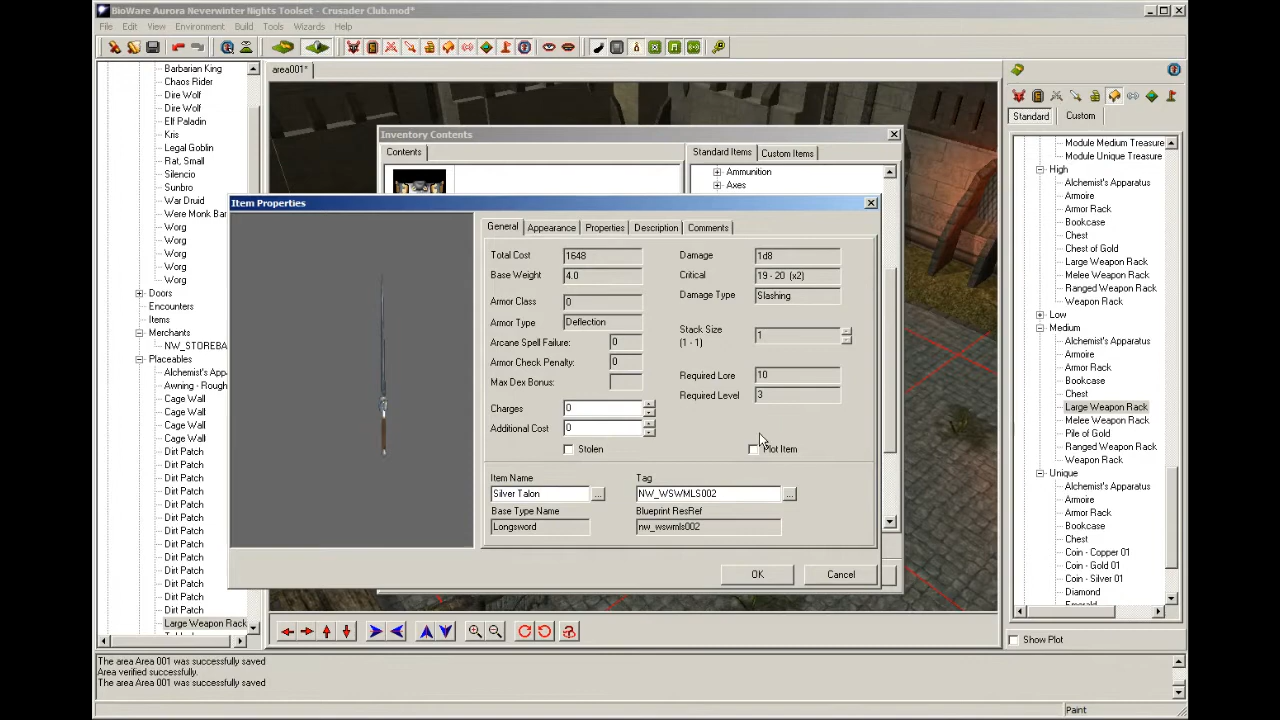 BioWare Aurora Neverwinter Nights Toolset - Crusader Club.mod*
File Edit View Environment Build Tools Wizards Help
Barbarian King
Chaos Rider
Dire Wolf
Dire Wolf
Elf Paladin
Kris
Legal Goblin
Rat, Small
Silencio
Sunbro
War Druid
Were Monk Bar
Worg
Worg
Worg
Worg
Worg
Doors
Encounters
Items
Merchants
NW_STOREBA
Placeables
Alchemist's App
Awning - Rough
Cage Wall
Cage Wall
Cage Wall
Cage Wall
Dirt Patch
Dirt Patch
Dirt Patch
Dirt Patch
Dirt Patch
Dirt Patch
Dirt Patch
Dirt Patch
Dirt Patch
Dirt Patch
Dirt Patch
Dirt Patch
Dirt Patch
Large Weapon Rack
area001*
Inventory Contents
Contents
Standard Items Custom Items
Ammunition
Axes
Item Properties
General Appearance Properties Description Comments
Total Cost 1648
Base Weight 4.0
Armor Class 0
Armor Type Deflection
Arcane Spell Failure: 0
Armor Check Penalty: 0
Max Dex Bonus:
Charges 0
Additional Cost 0
Stolen
Damage 1d8
Critical 19 - 20 (x2)
Damage Type Slashing
Stack Size
(1 - 1) 1
Required Lore 10
Required Level 3
Plot Item
Item Name
Silver Talon ...
Tag
NW_WSWMLS002 ...
Base Type Name
Longsword
Blueprint ResRef
nw_wswmls002
OK Cancel
Standard Custom
Module Medium Treasure
Module Unique Treasure
High
Alchemist's Apparatus
Armoire
Armor Rack
Bookcase
Chest
Chest of Gold
Large Weapon Rack
Melee Weapon Rack
Ranged Weapon Rack
Weapon Rack
Low
Medium
Alchemist's Apparatus
Armoire
Armor Rack
Bookcase
Chest
Large Weapon Rack
Melee Weapon Rack
Pile of Gold
Ranged Weapon Rack
Weapon Rack
Unique
Alchemist's Apparatus
Armoire
Armor Rack
Bookcase
Chest
Coin - Copper 01
Coin - Gold 01
Coin - Silver 01
Diamond
Show Plot
The area Area 001 was successfully saved
Area verified successfully.
The area Area 001 was successfully saved
Paint